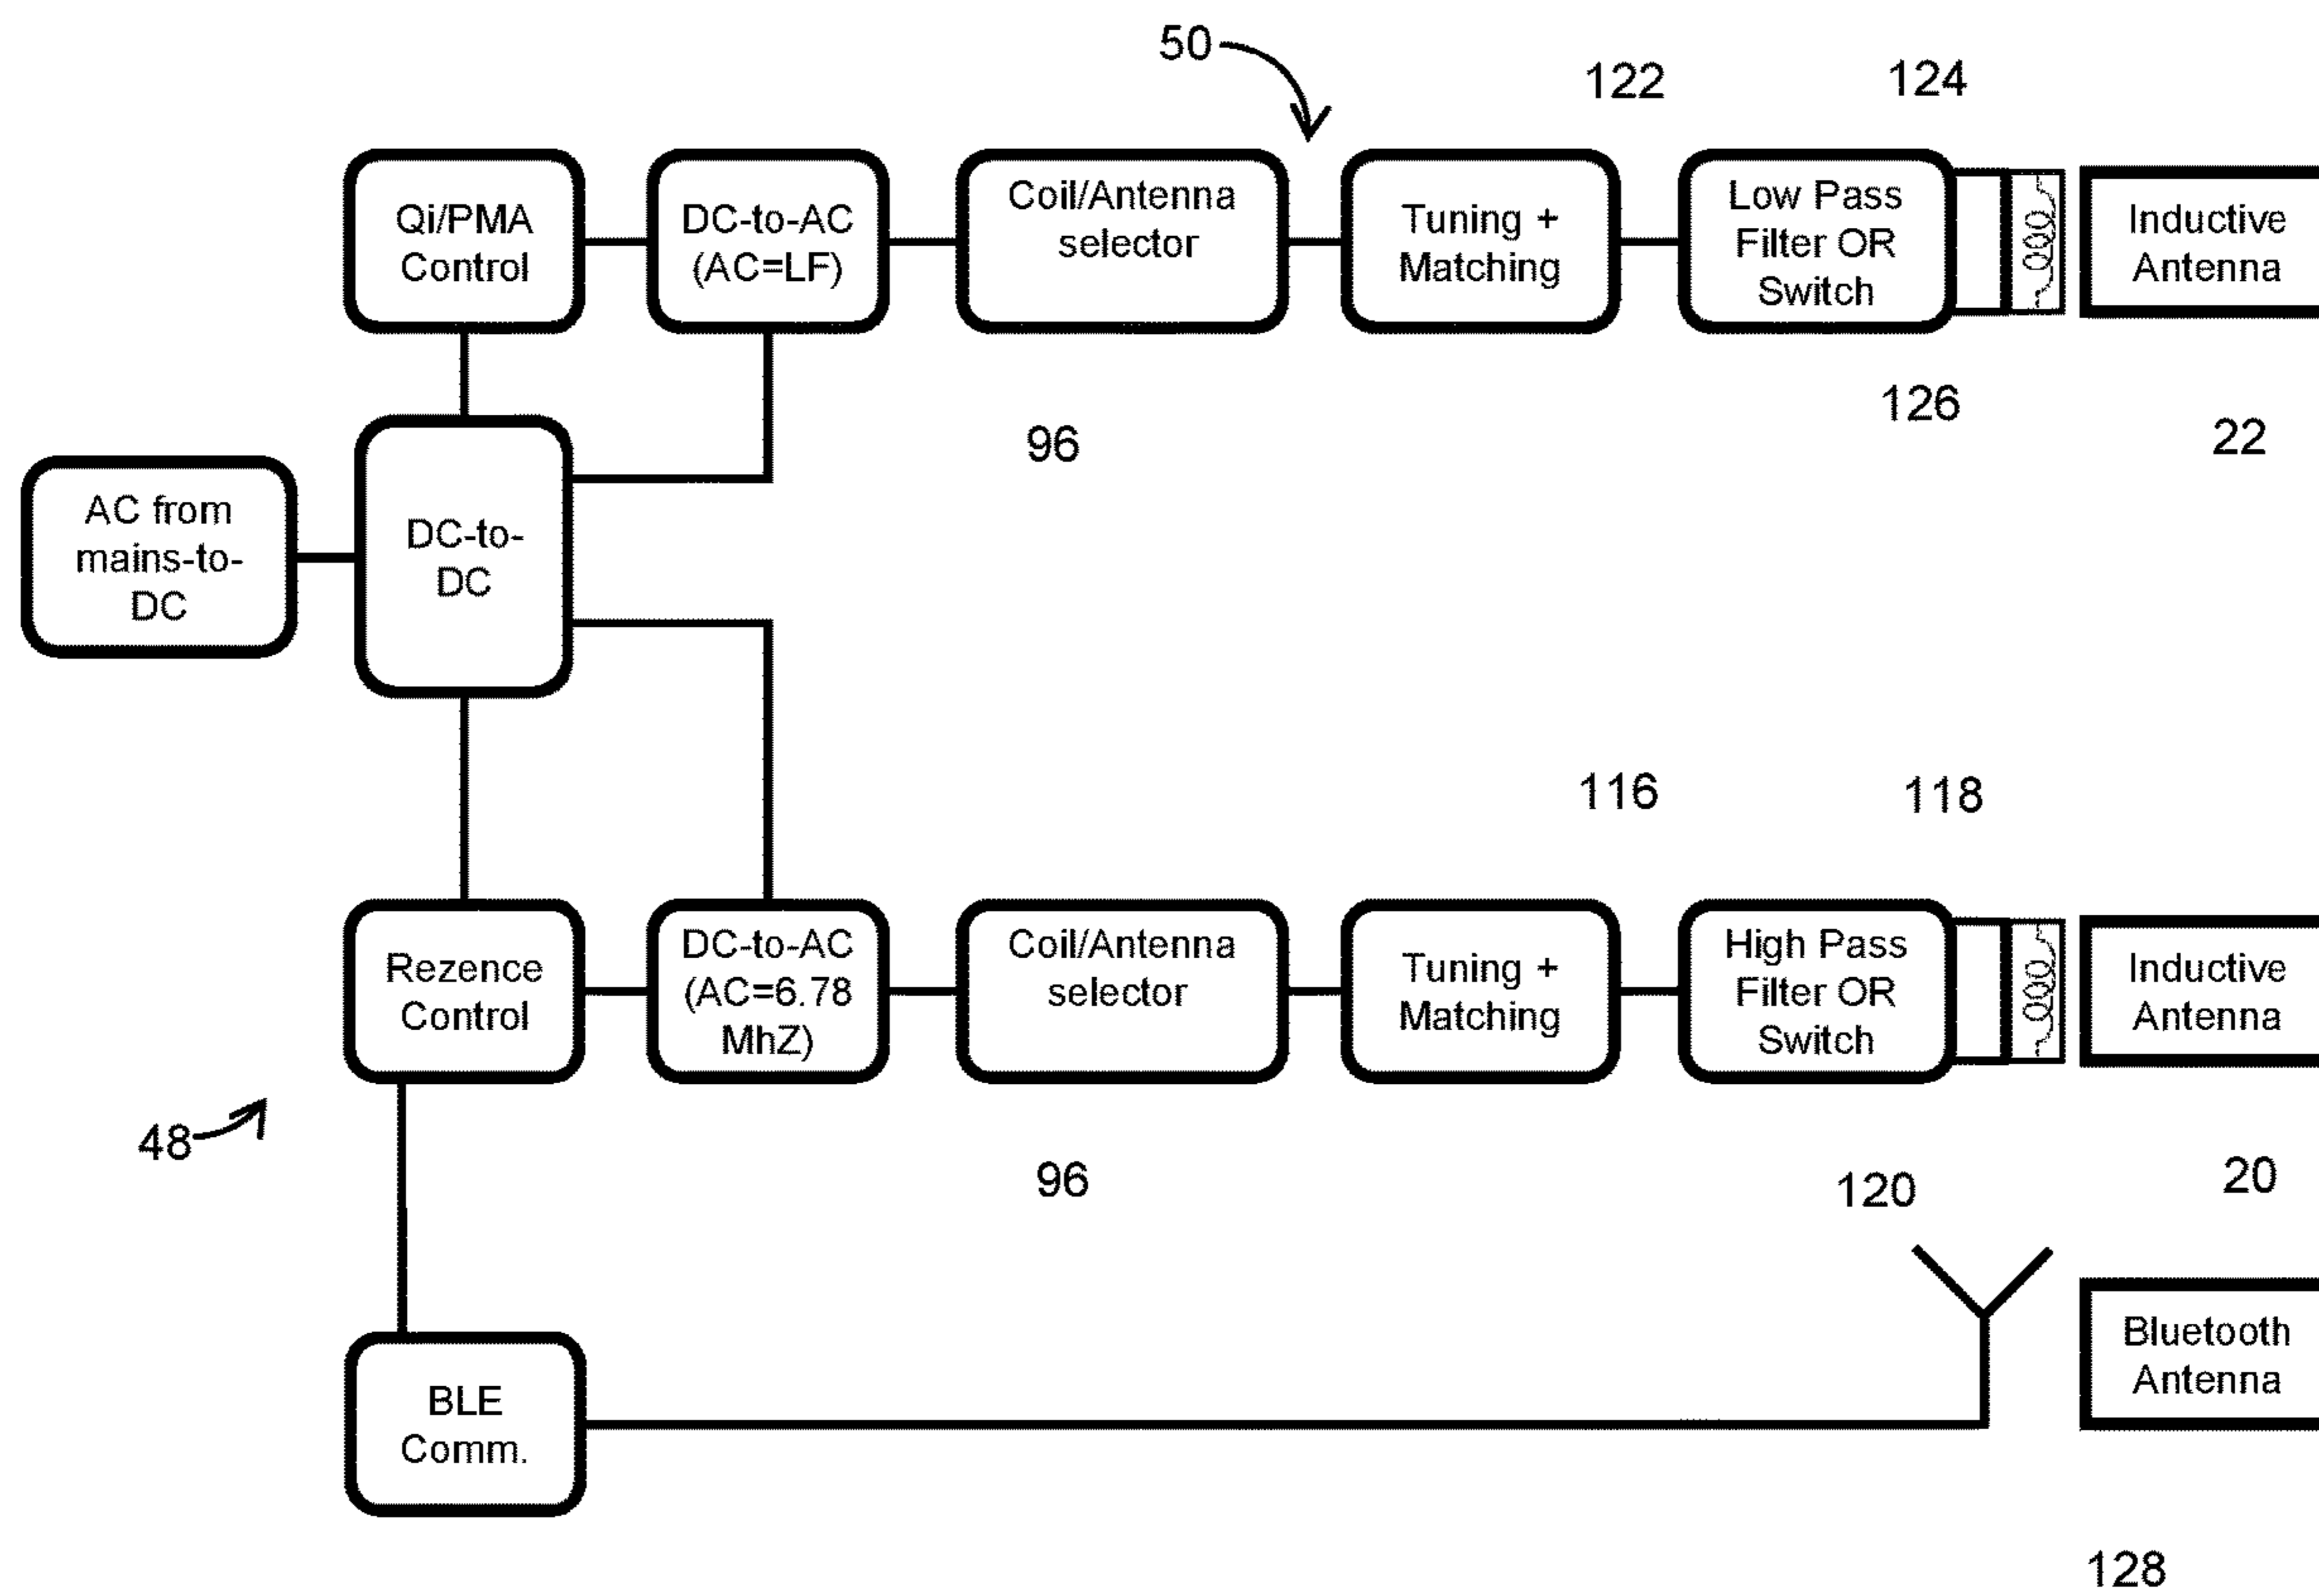 50
122
124
Qi/PMA
Control
DC-to-AC
(AC=LF)
Coil/Antenna
selector
Tuning +
Matching
Low Pass
Filter OR
Switch
Inductive
Antenna
96
126
22
AC from
mains-to-
DC
DC-to-
DC
116
118
Rezence
Control
DC-to-AC
(AC=6.78
MhZ)
Coil/Antenna
selector
Tuning +
Matching
High Pass
Filter OR
Switch
Inductive
Antenna
48
96
120
20
BLE
Comm.
Bluetooth
Antenna
128